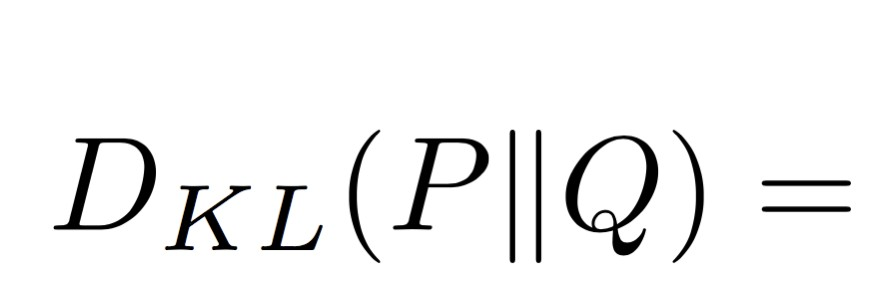 D_{KL}(P‖Q) =